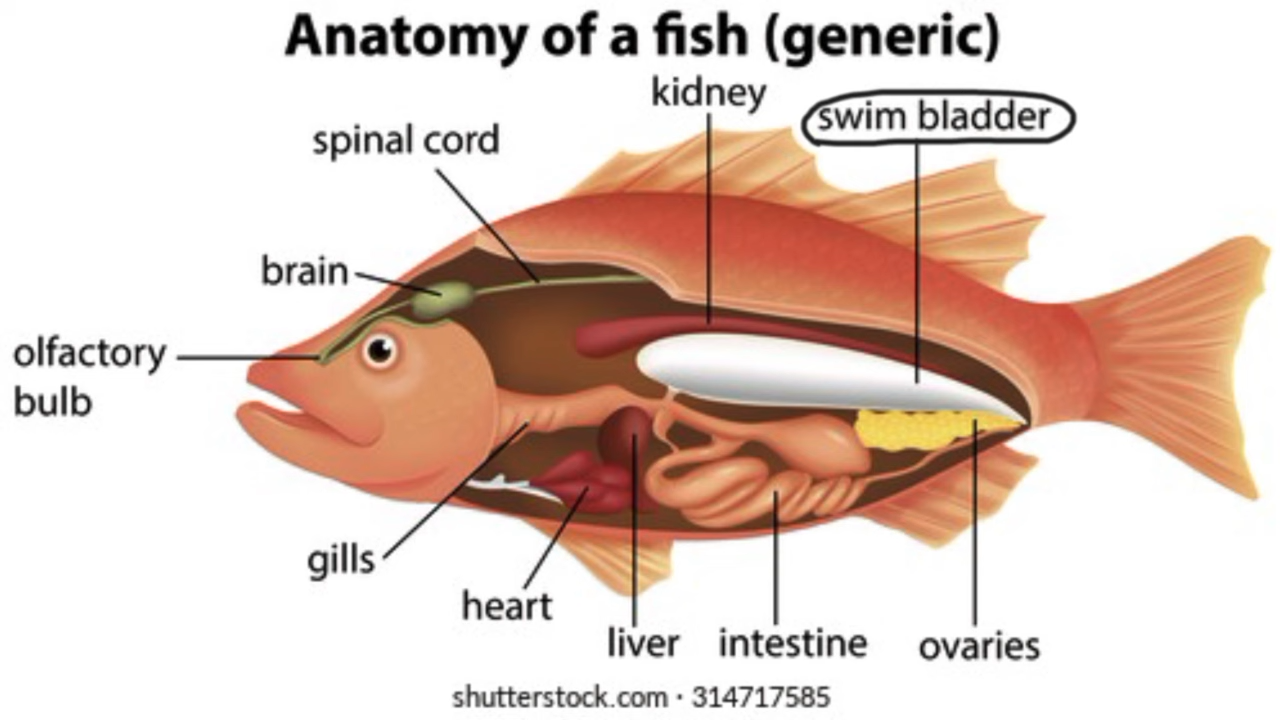 Anatomy of a fish (generic)
kidney
swim bladder
spinal cord
brain
olfactory
bulb
gills
heart
liver
intestine
ovaries
shutterstock.com · 314717585